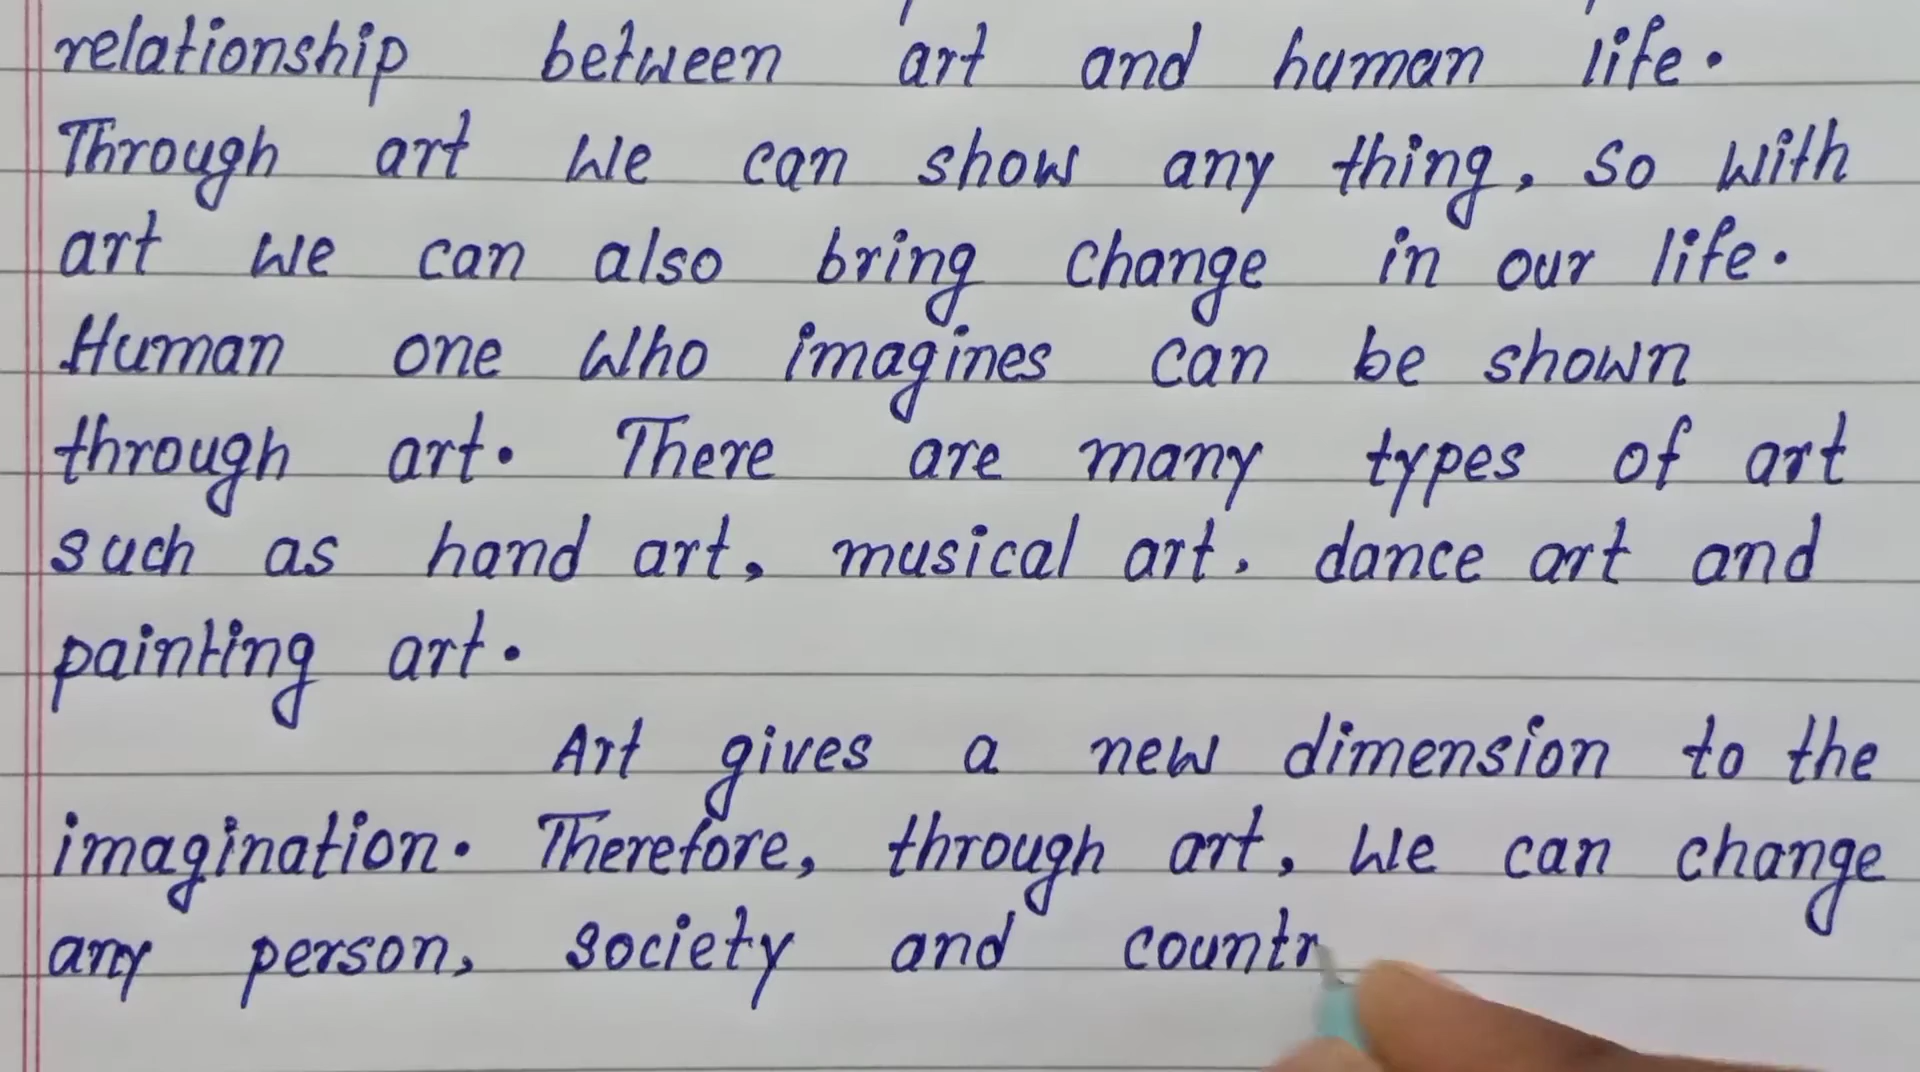 relationship between art and human life.
Through art we can show any thing, so with
art we can also bring change in our life.
Human one who imagines can be shown
through art. There are many types of art
such as hand art, musical art, dance art and
painting art.
Art gives a new dimension to the
imagination. Therefore, through art, we can change
any person, society and countr